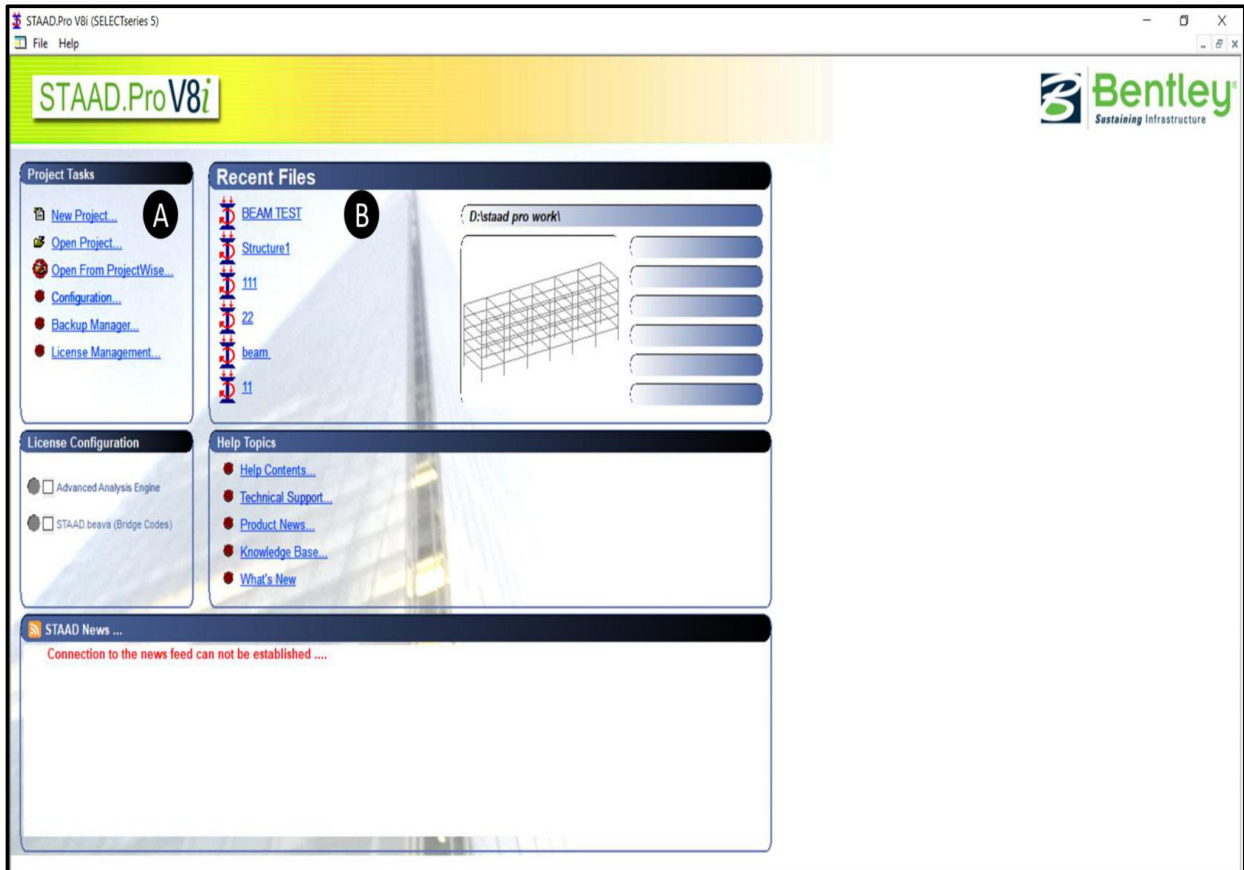 STAAD.Pro V8i (SELECTseries 5)
File Help
STAAD.Pro V8i
Bentley
Sustaining Infrastructure
Project Tasks
New Project...
Open Project...
Open From ProjectWise...
Configuration...
Backup Manager...
License Management...
A
Recent Files
BEAM TEST
Structure1
111
22
beam
11
B
D:\staad pro work\
License Configuration
Advanced Analysis Engine
STAAD.beava (Bridge Codes)
Help Topics
Help Contents...
Technical Support...
Product News...
Knowledge Base...
What's New
STAAD News ...
Connection to the news feed can not be established ....